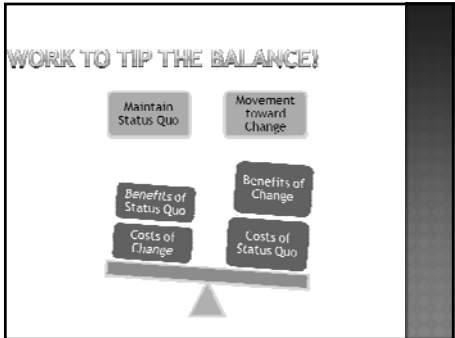 WORK TO TIP THE BALANCE!
Maintain
Status Quo
Movement
toward
Change
Benefits of
Status Quo
Costs of
Change
Benefits of
Change
Costs of
Status Quo